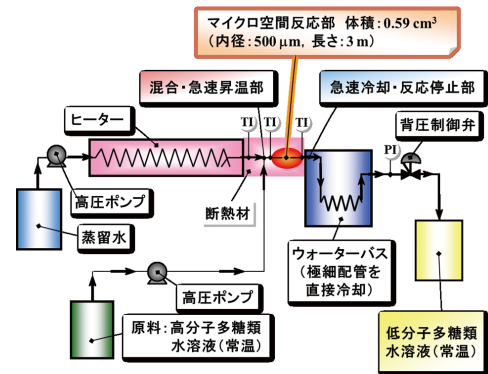 マイクロ空間反応部 体積：0.59 cm³
（内径：500 μm，長さ：3 m）
混合・急速昇温部
急速冷却・反応停止部
ヒーター
TI
TI
TI
背圧制御弁
PI
高圧ポンプ
断熱材
蒸留水
ウォーターバス
（極細配管を
直接冷却）
高圧ポンプ
原料：高分子多糖類
水溶液（常温）
低分子多糖類
水溶液（常温）